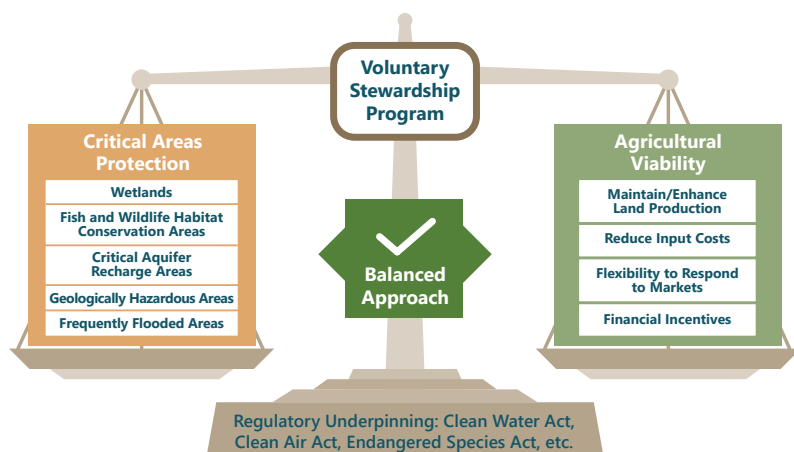 Voluntary
Stewardship
Program
Critical Areas
Protection
Wetlands
Fish and Wildlife Habitat
Conservation Areas
Critical Aquifer
Recharge Areas
Geologically Hazardous Areas
Frequently Flooded Areas
Balanced
Approach
Agricultural
Viability
Maintain/Enhance
Land Production
Reduce Input Costs
Flexibility to Respond
to Markets
Financial Incentives
Regulatory Underpinning: Clean Water Act,
Clean Air Act, Endangered Species Act, etc.